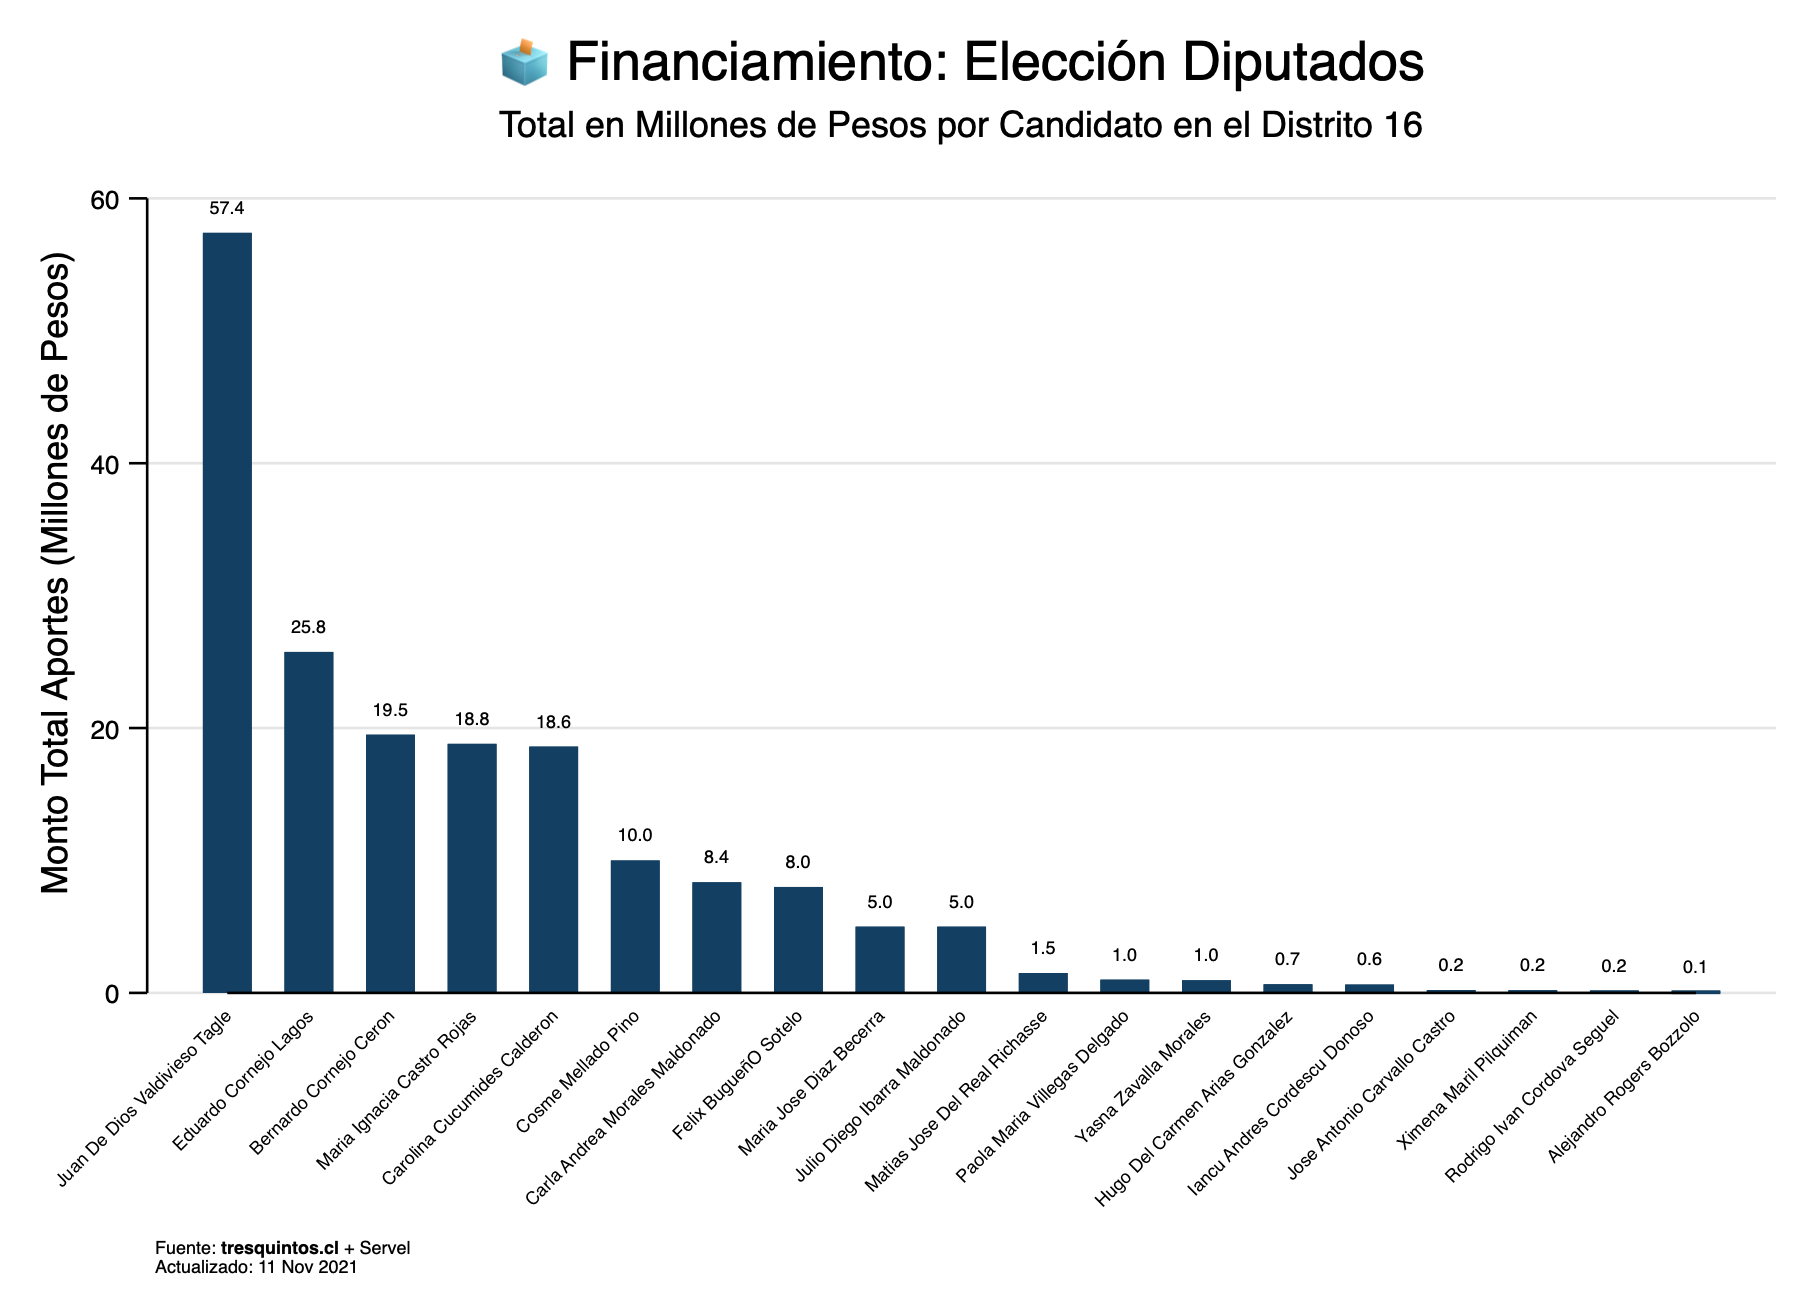 Financiamiento: Elección Diputados
Total en Millones de Pesos por Candidato en el Distrito 16
Monto Total Aportes (Millones de Pesos)
60
40
20
0
57.4
25.8
19.5
18.8
18.6
10.0
8.4
8.0
5.0
5.0
1.5
1.0
1.0
0.7
0.6
0.2
0.2
0.2
0.1
Juan De Dios Valdivieso Tagle
Eduardo Cornejo Lagos
Bernardo Cornejo Ceron
Maria Ignacia Castro Rojas
Carolina Cucumides Calderon
Cosme Mellado Pino
Carla Andrea Morales Maldonado
Felix BugueñO Sotelo
Maria Jose Diaz Becerra
Julio Diego Ibarra Maldonado
Matias Jose Del Real Richasse
Paola Maria Villegas Delgado
Yasna Zavalla Morales
Hugo Del Carmen Arias Gonzalez
Iancu Andres Cordescu Donoso
Jose Antonio Carvallo Castro
Ximena Maril Pilquiman
Rodrigo Ivan Cordova Seguel
Alejandro Rogers Bozzolo
Fuente: tresquintos.cl + Servel
Actualizado: 11 Nov 2021